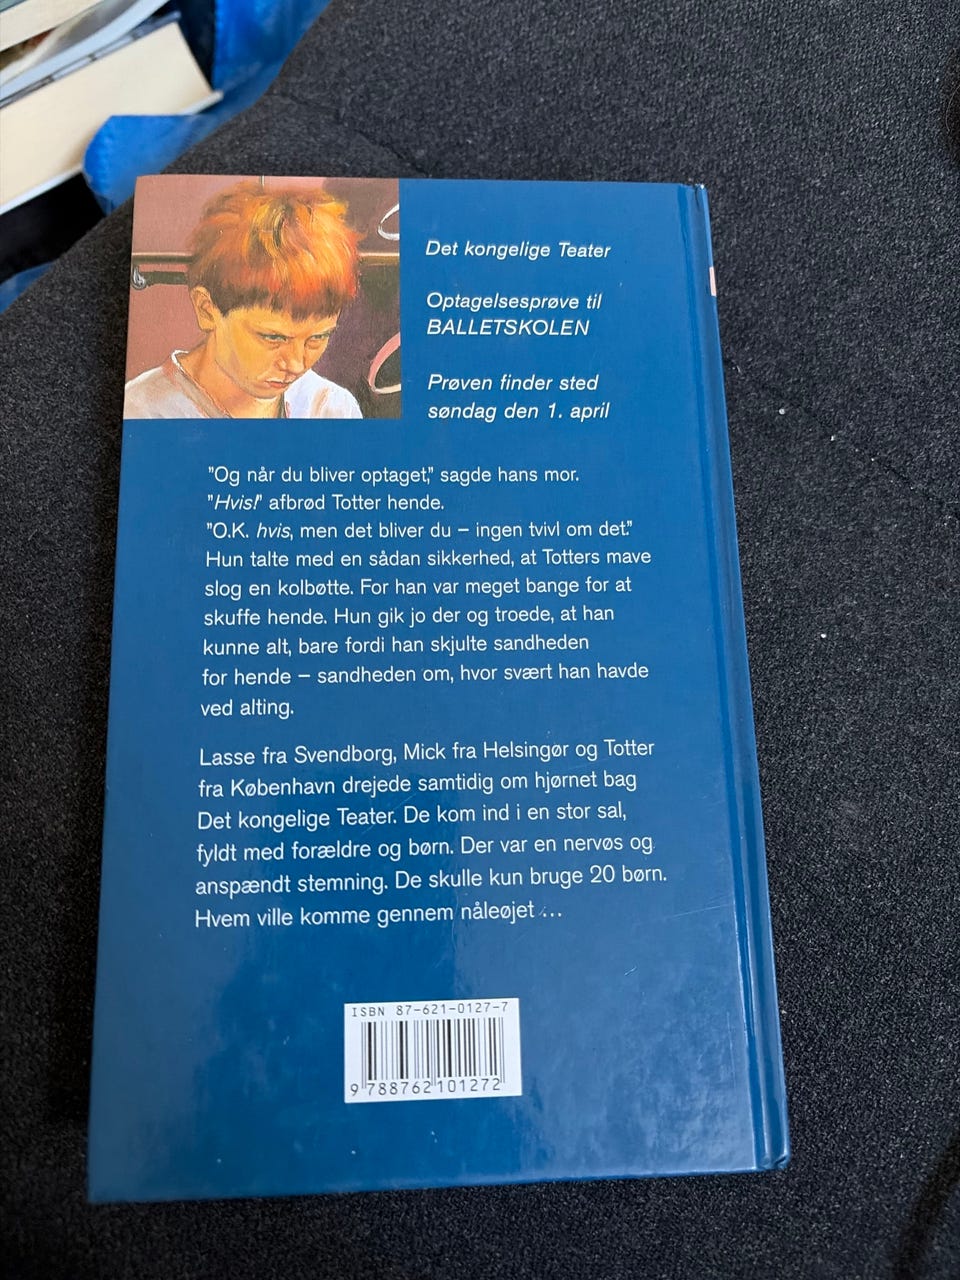 Det kongelige Teater
Optagelsesprøve til
BALLETSKOLEN
Prøven finder sted
søndag den 1. april
"Og når du bliver optaget," sagde hans mor.
"Hvis!" afbrød Totter hende.
"O.K. hvis, men det bliver du – ingen tvivl om det."
Hun talte med en sådan sikkerhed, at Totters mave
slog en kolbøtte. For han var meget bange for at
skuffe hende. Hun gik jo der og troede, at han
kunne alt, bare fordi han skjulte sandheden
for hende – sandheden om, hvor svært han havde
ved alting.
Lasse fra Svendborg, Mick fra Helsingør og Totter
fra København drejede samtidig om hjørnet bag
Det kongelige Teater. De kom ind i en stor sal,
fyldt med forældre og børn. Der var en nervøs og
anspændt stemning. De skulle kun bruge 20 børn.
Hvem ville komme gennem nåleøjet ...
ISBN 87-621-0127-7
9 788762 101272